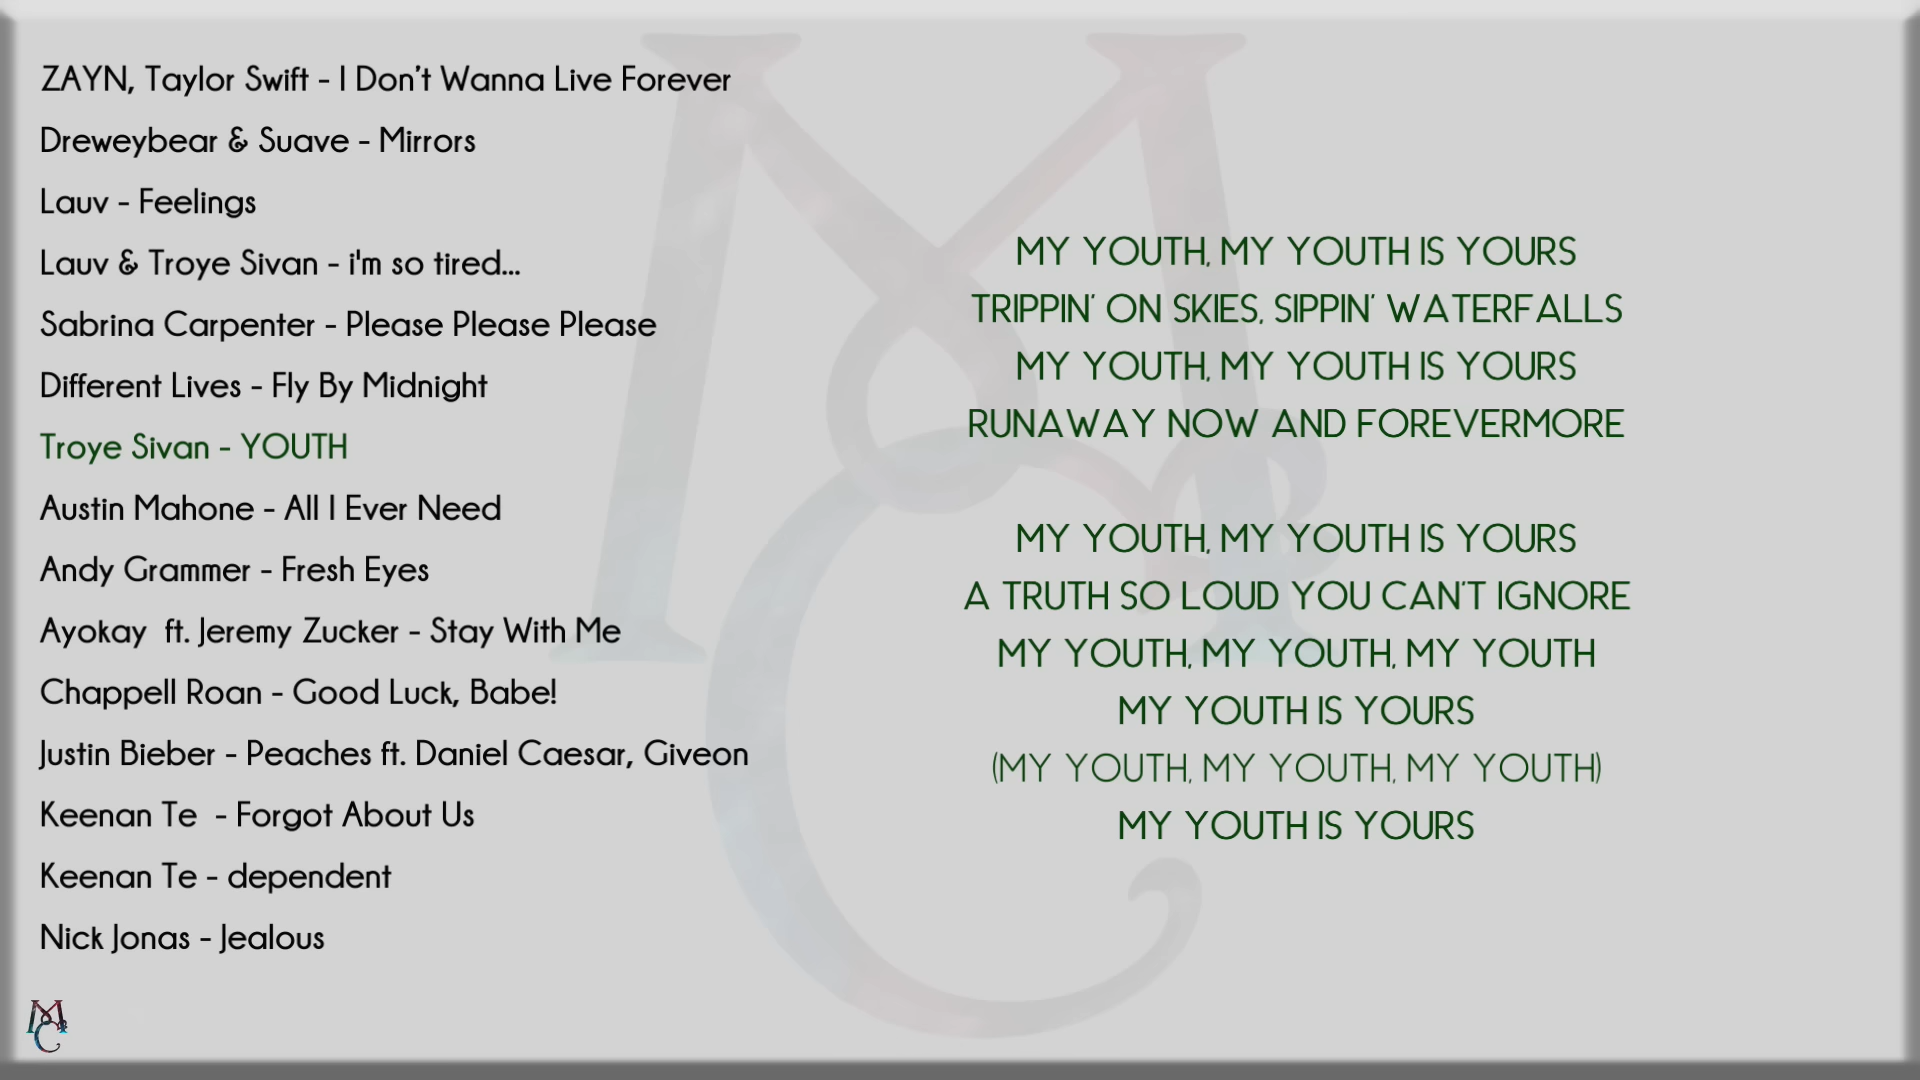 ZAYN, Taylor Swift - I Don't Wanna Live Forever
Dreweybear & Suave - Mirrors
Lauv - Feelings
Lauv & Troye Sivan - i'm so tired...
Sabrina Carpenter - Please Please Please
Different Lives - Fly By Midnight
Troye Sivan - YOUTH
Austin Mahone - All I Ever Need
Andy Grammer - Fresh Eyes
Ayokay  ft. Jeremy Zucker - Stay With Me
Chappell Roan - Good Luck, Babe!
Justin Bieber - Peaches ft. Daniel Caesar, Giveon
Keenan Te  - Forgot About Us
Keenan Te - dependent
Nick Jonas - Jealous
MY YOUTH, MY YOUTH IS YOURS
TRIPPIN' ON SKIES, SIPPIN' WATERFALLS
MY YOUTH, MY YOUTH IS YOURS
RUNAWAY NOW AND FOREVERMORE
MY YOUTH, MY YOUTH IS YOURS
A TRUTH SO LOUD YOU CAN'T IGNORE
MY YOUTH, MY YOUTH, MY YOUTH
MY YOUTH IS YOURS
(MY YOUTH, MY YOUTH, MY YOUTH)
MY YOUTH IS YOURS